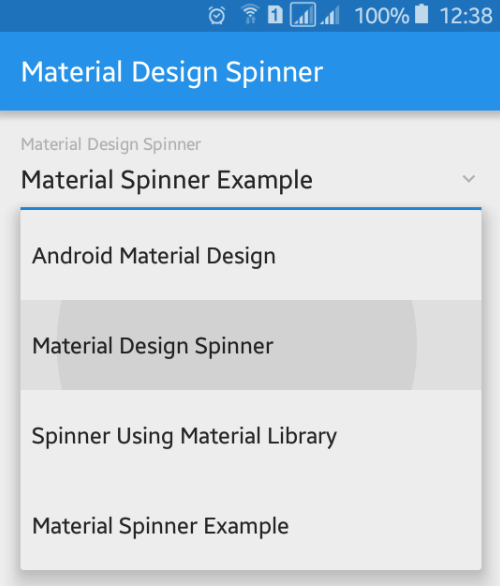 1 100% 12:38
Material Design Spinner
Material Design Spinner
Material Spinner Example
Android Material Design
Material Design Spinner
Spinner Using Material Library
Material Spinner Example